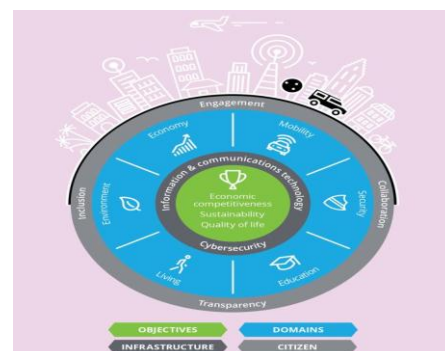 Engagement
Economy
Mobility
Information & communications technology
Inclusion
Environment
Economic
competitiveness
Sustainability
Quality of life
Security
Collaboration
Cybersecurity
Living
Education
Transparency
OBJECTIVES
DOMAINS
INFRASTRUCTURE
CITIZEN